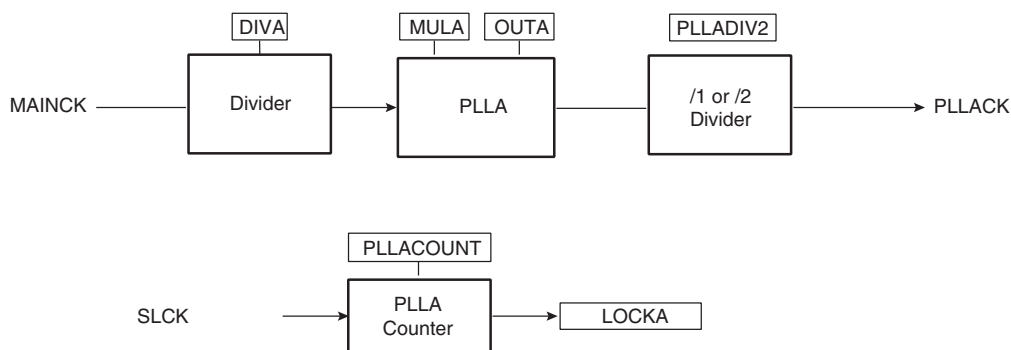 DIVA
MULA
OUTA
PLLADIV2
MAINCK
Divider
PLLA
/1 or /2
Divider
PLLACK
PLLACOUNT
SLCK
PLLA
Counter
LOCKA